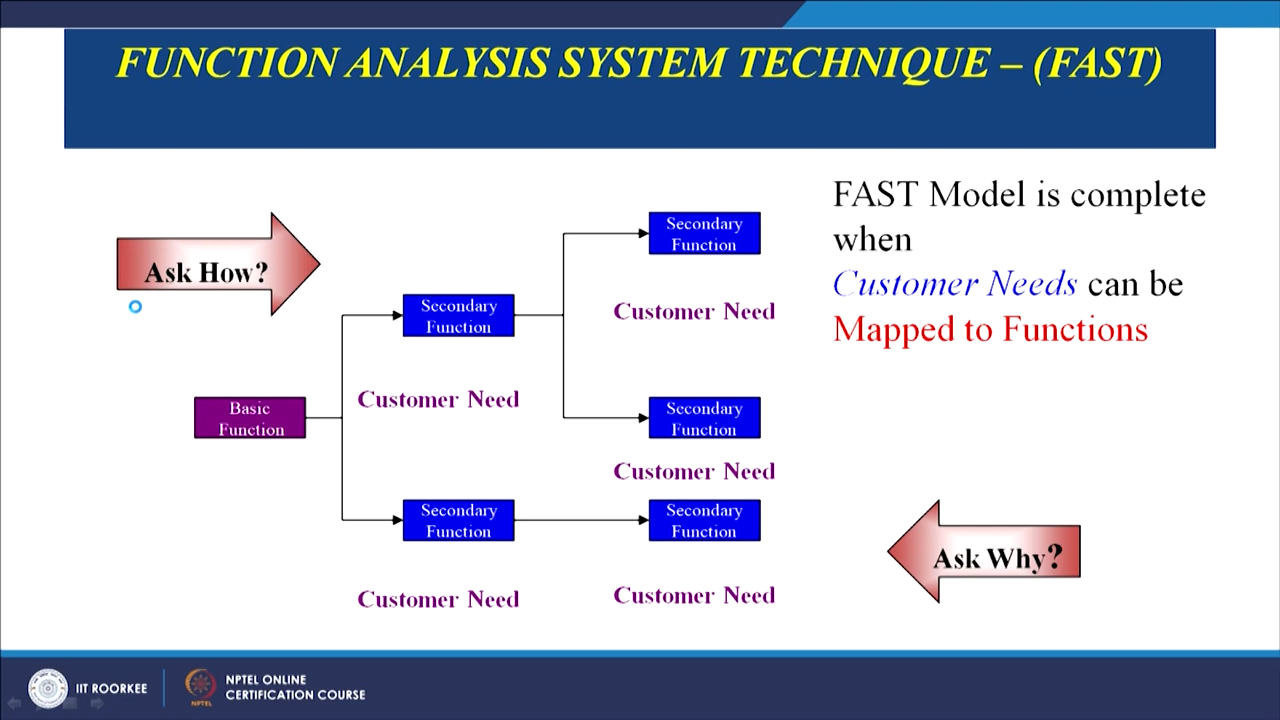 FUNCTION ANALYSIS SYSTEM TECHNIQUE – (FAST)
Ask How?
Basic
Function
Secondary
Function
Customer Need
Secondary
Function
Customer Need
Secondary
Function
Customer Need
Secondary
Function
Customer Need
Secondary
Function
Customer Need
FAST Model is complete
when
Customer Needs can be
Mapped to Functions
Ask Why?
IIT ROORKEE
NPTEL
NPTEL ONLINE
CERTIFICATION COURSE